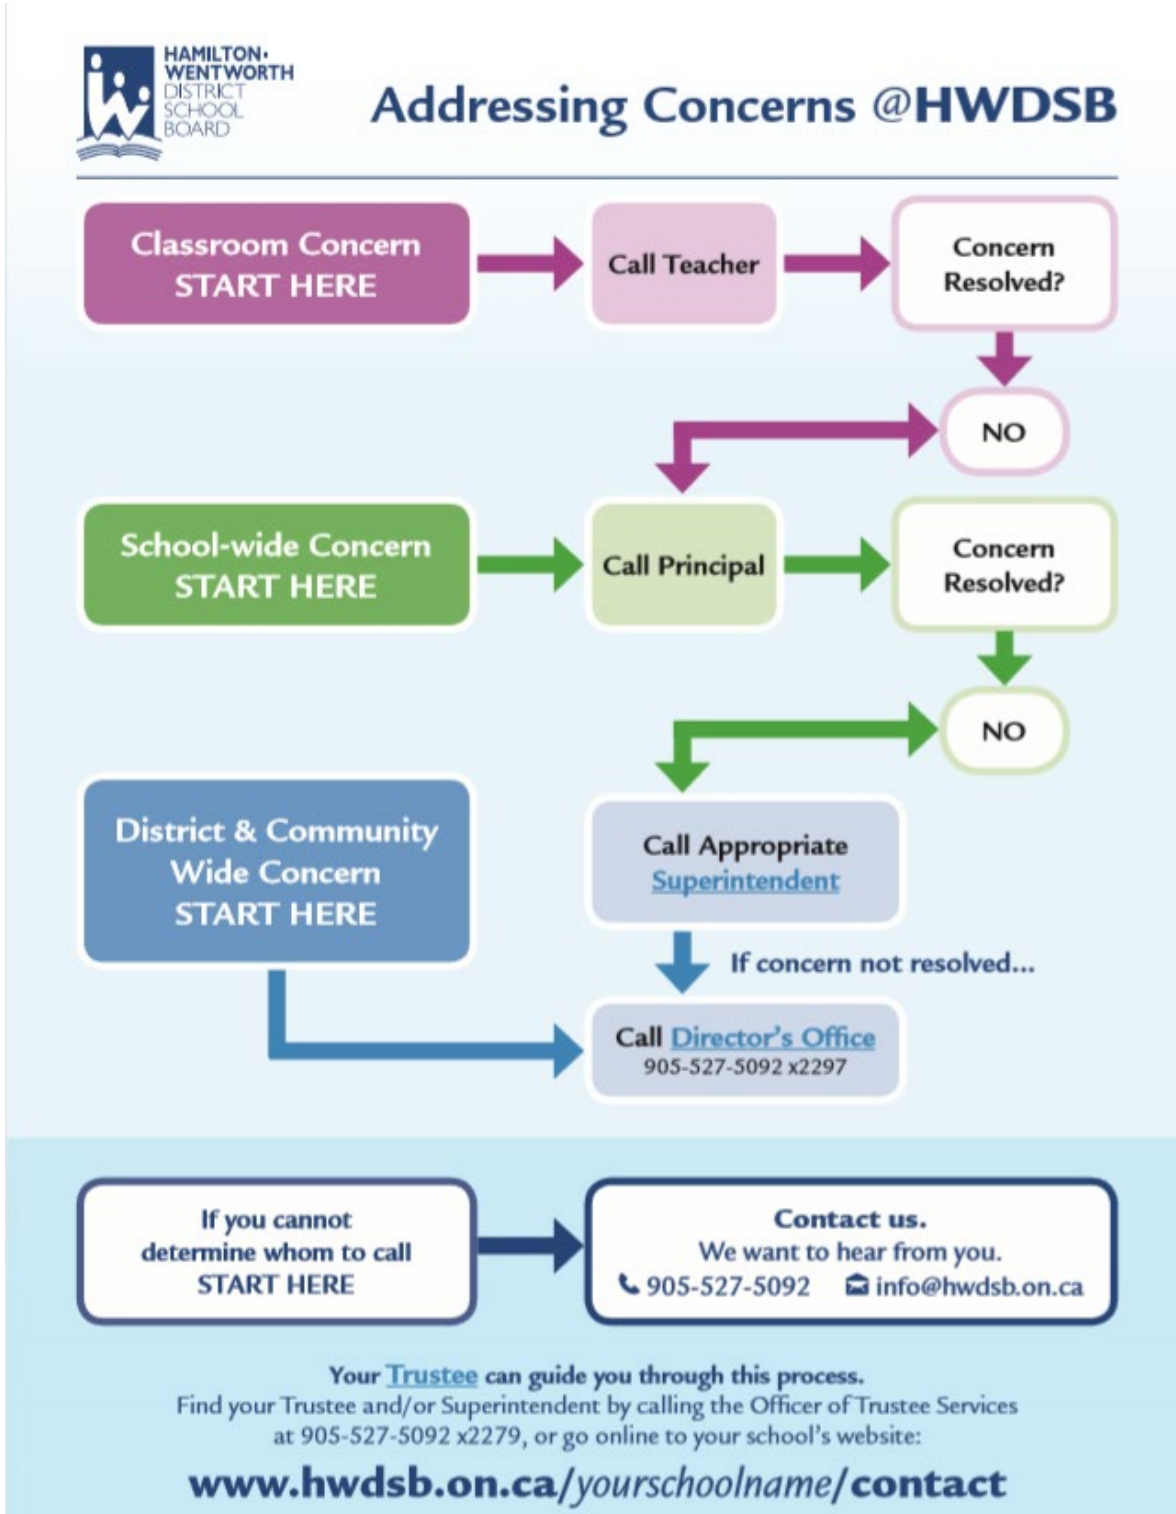 HAMILTON•
WENTWORTH
DISTRICT
SCHOOL
BOARD
Addressing Concerns @HWDSB
Classroom Concern
START HERE
Call Teacher
Concern
Resolved?
NO
School-wide Concern
START HERE
Call Principal
Concern
Resolved?
NO
District & Community
Wide Concern
START HERE
Call Appropriate
Superintendent
If concern not resolved...
Call Director's Office
905-527-5092 x2297
If you cannot
determine whom to call
START HERE
Contact us.
We want to hear from you.
905-527-5092 info@hwdsb.on.ca
Your Trustee can guide you through this process.
Find your Trustee and/or Superintendent by calling the Officer of Trustee Services
at 905-527-5092 x2279, or go online to your school's website:
www.hwdsb.on.ca/yourschoolname/contact